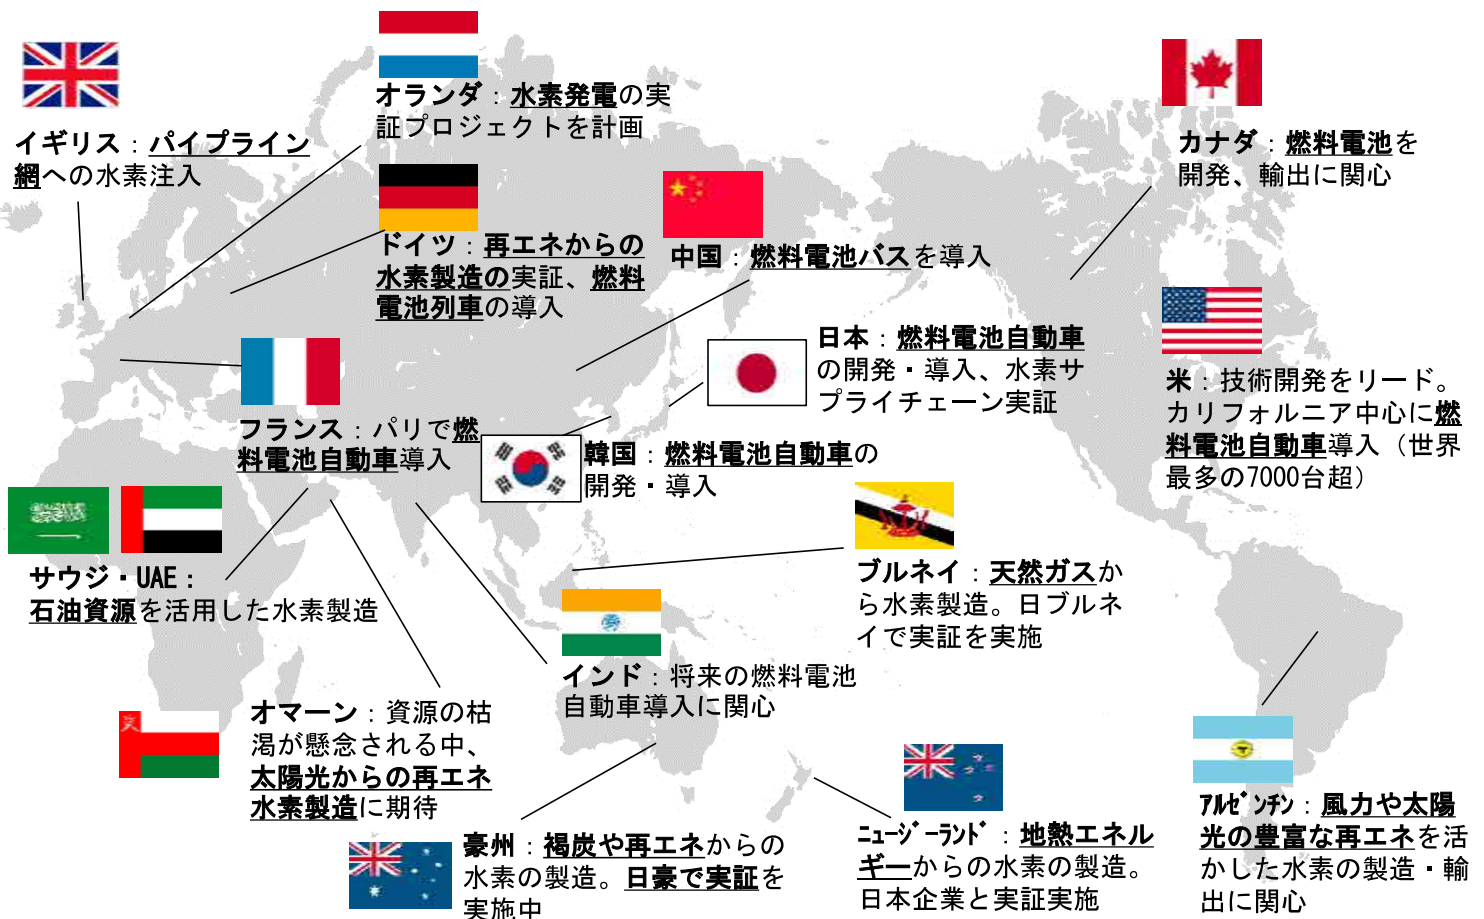 イギリス：パイプライン
網への水素注入
オランダ：水素発電の実
証プロジェクトを計画
ドイツ：再エネからの
水素製造の実証、燃料
電池列車の導入
中国：燃料電池バスを導入
カナダ：燃料電池を
開発、輸出に関心
日本：燃料電池自動車
の開発・導入、水素サ
プライチェーン実証
米：技術開発をリード。
カリフォルニア中心に燃
料電池自動車導入（世界
最多の7000台超）
フランス：パリで燃
料電池自動車導入
韓国：燃料電池自動車の
開発・導入
サウジ・UAE：
石油資源を活用した水素製造
ブルネイ：天然ガスか
ら水素製造。日ブルネ
イで実証を実施
インド：将来の燃料電池
自動車導入に関心
オマーン：資源の枯
渇が懸念される中、
太陽光からの再エネ
水素製造に期待
豪州：褐炭や再エネからの
水素の製造。日豪で実証を
実施中
ﾆｭｰｼﾞｰﾗﾝﾄﾞ：地熱エネル
ギーからの水素の製造。
日本企業と実証実施
ｱﾙｾﾞﾝﾁﾝ：風力や太陽
光の豊富な再エネを活
かした水素の製造・輸
出に関心